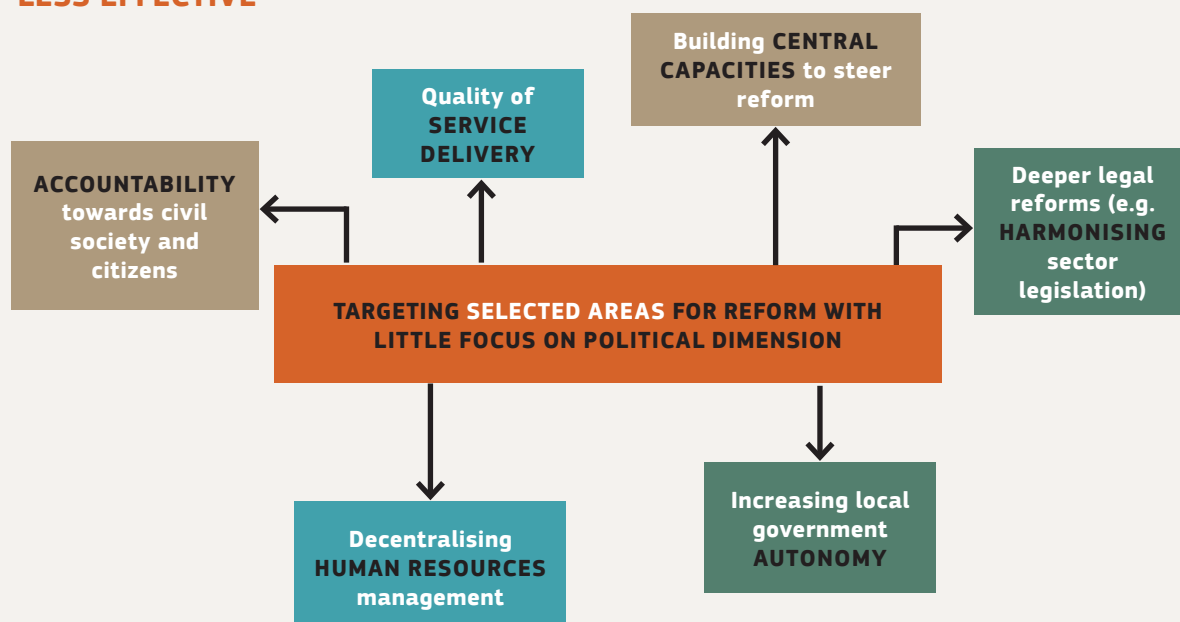 LESS EFFECTIVE
Building CENTRAL
CAPACITIES to steer
reform
Quality of
SERVICE
DELIVERY
ACCOUNTABILITY
towards civil
society and
citizens
Deeper legal
reforms (e.g.
HARMONISING
sector
legislation)
TARGETING SELECTED AREAS FOR REFORM WITH
LITTLE FOCUS ON POLITICAL DIMENSION
Decentralising
HUMAN RESOURCES
management
Increasing local
government
AUTONOMY